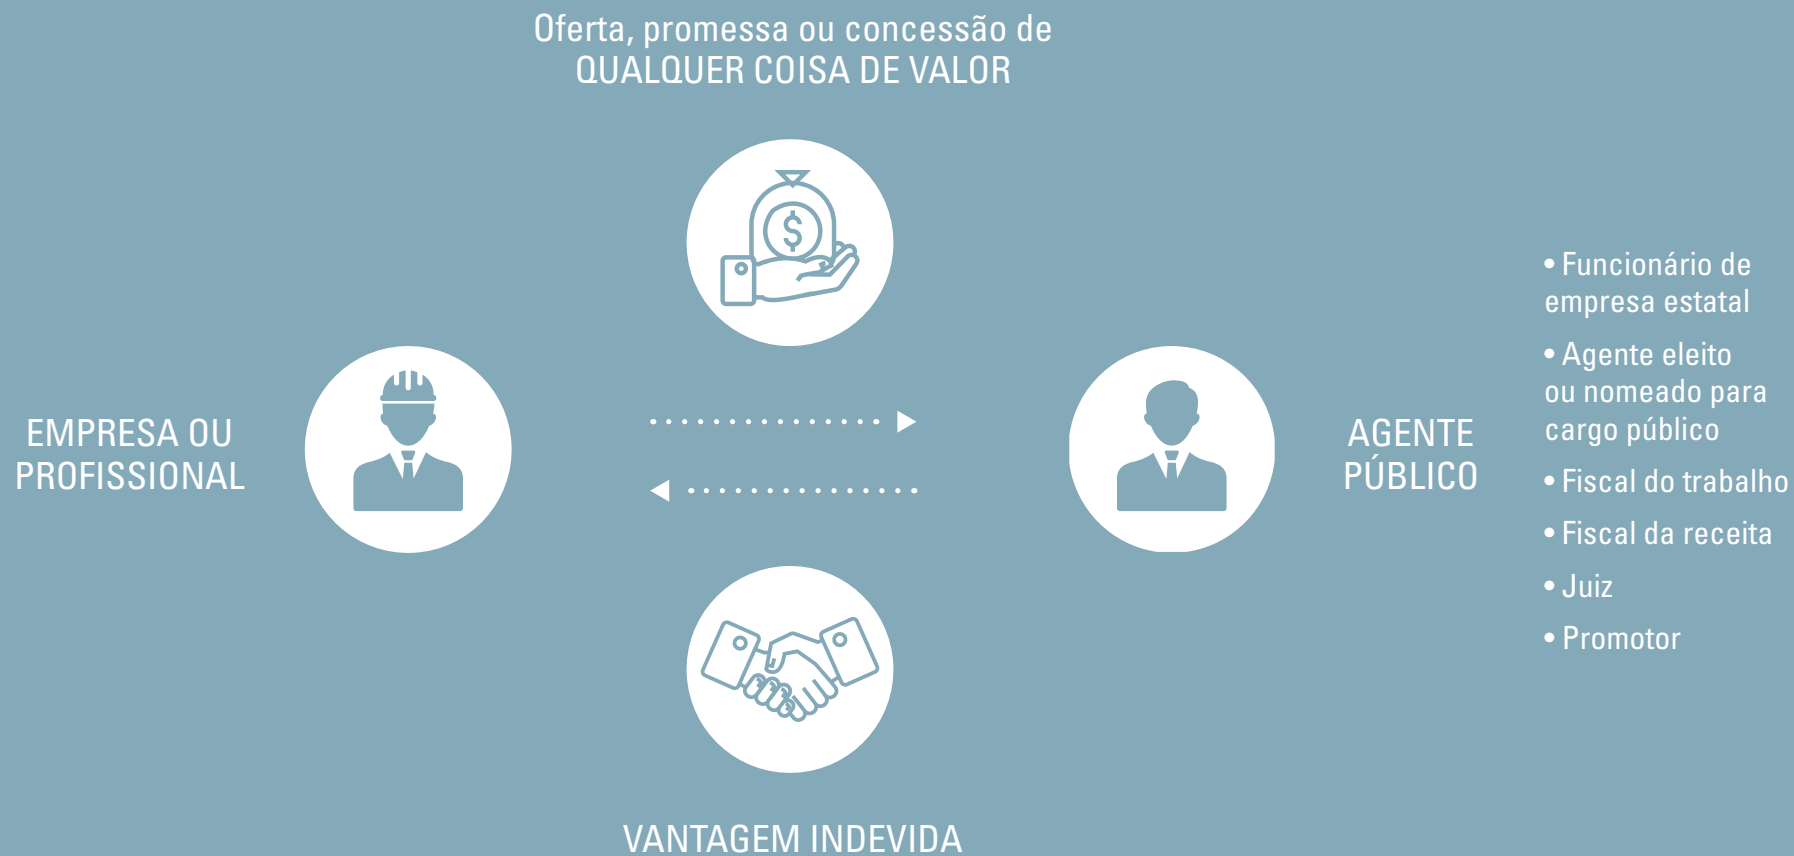 Oferta, promessa ou concessão de
QUALQUER COISA DE VALOR
$
EMPRESA OU
PROFISSIONAL
AGENTE
PÚBLICO
• Funcionário de
empresa estatal
• Agente eleito
ou nomeado para
cargo público
• Fiscal do trabalho
• Fiscal da receita
• Juiz
• Promotor
VANTAGEM INDEVIDA